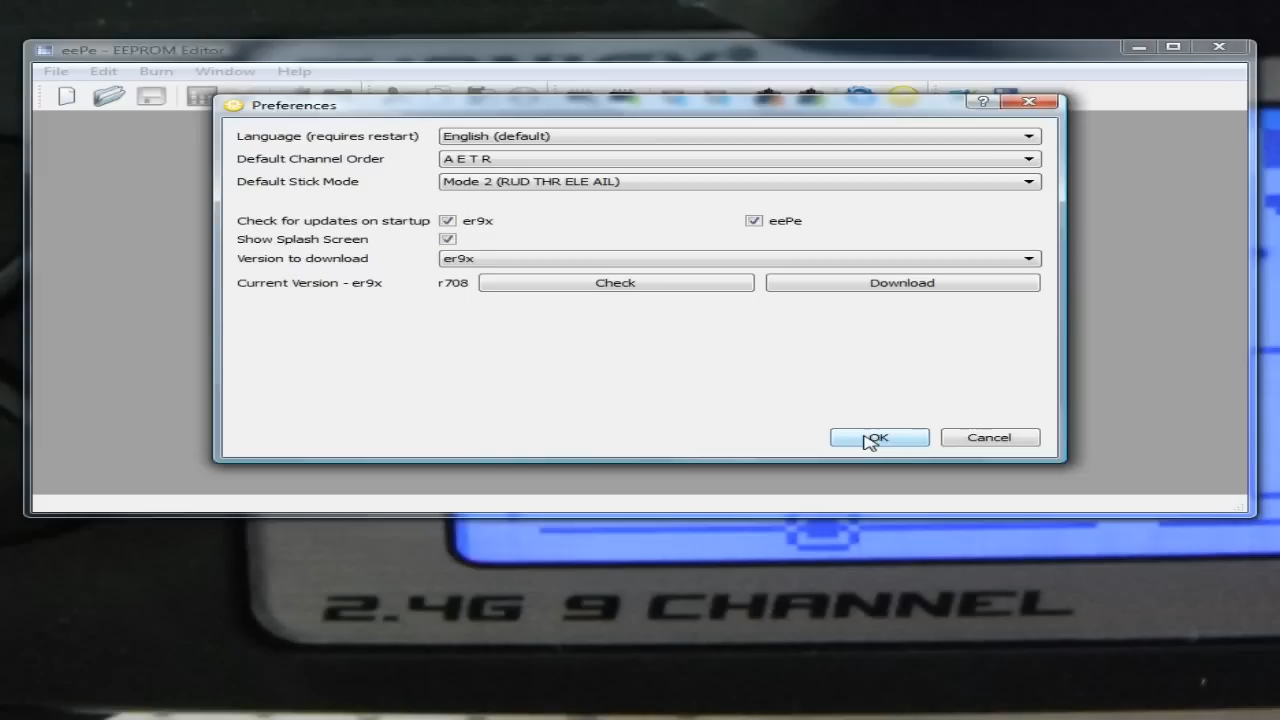 eePe - EEPROM Editor
File Edit Burn Window Help
Preferences
Language (requires restart) English (default)
Default Channel Order A E T R
Default Stick Mode Mode 2 (RUD THR ELE AIL)
Check for updates on startup er9x eePe
Show Splash Screen
Version to download er9x
Current Version - er9x r708 Check Download
OK Cancel
2.4G 9 CHANNEL